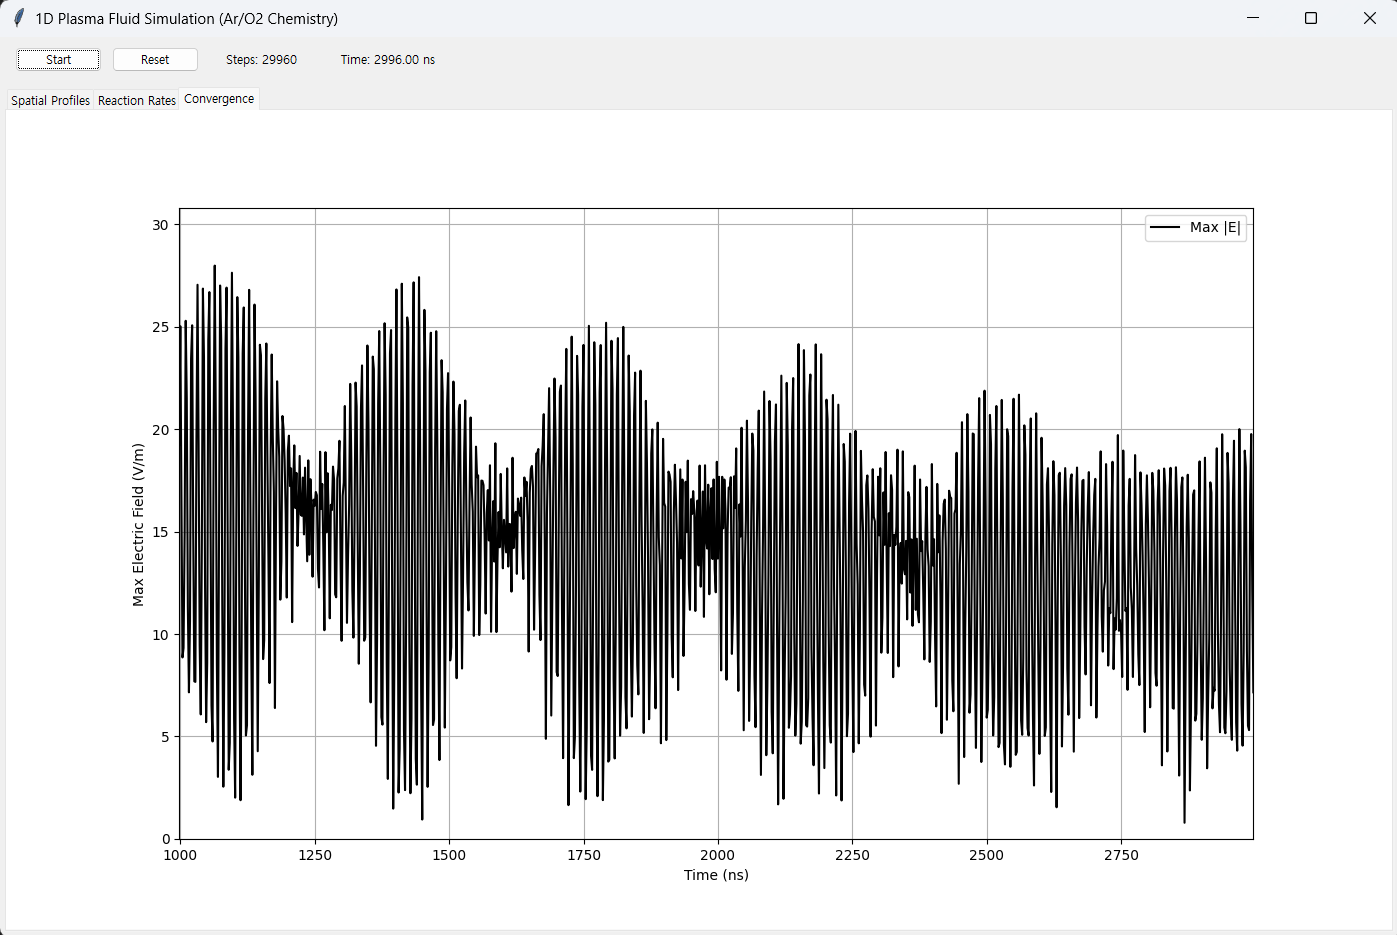 1D Plasma Fluid Simulation (Ar/O2 Chemistry)
Start Reset Steps: 29960 Time: 2996.00 ns
Spatial Profiles Reaction Rates Convergence
Max |E|
30
25
20
15
10
5
0
Max Electric Field (V/m)
1000 1250 1500 1750 2000 2250 2500 2750
Time (ns)